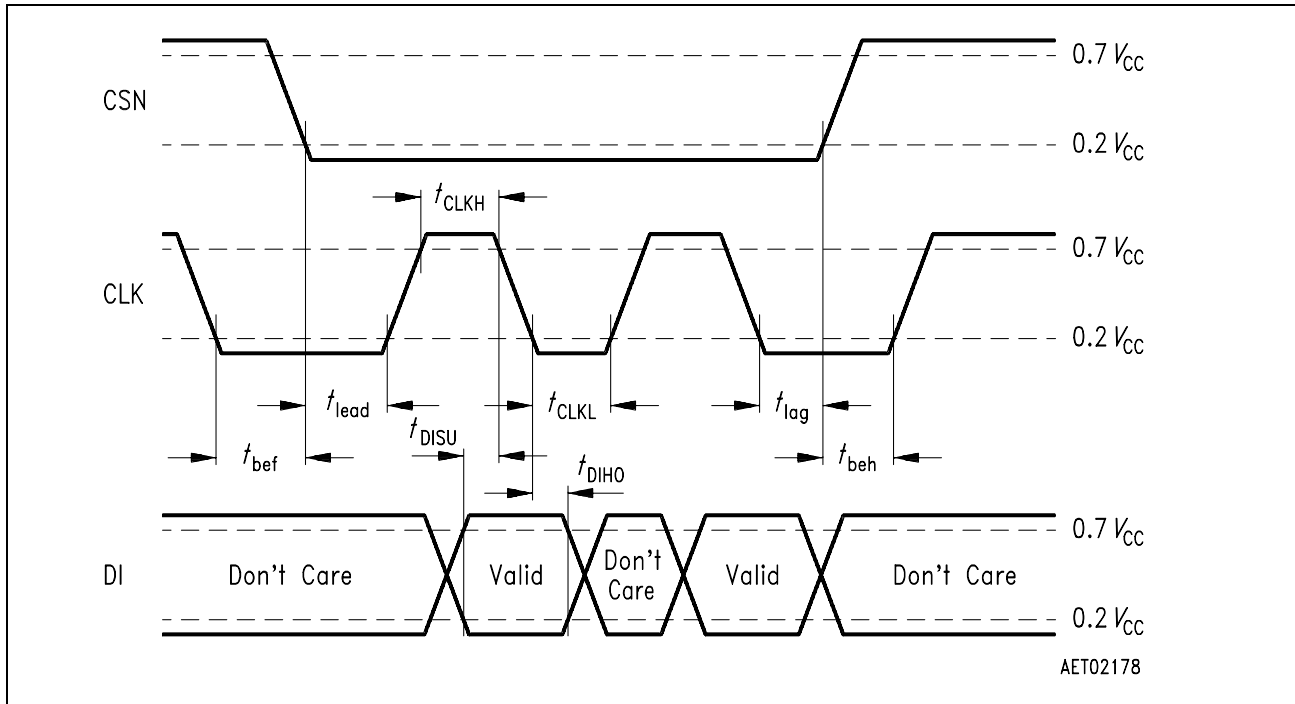 0.7 VCC
CSN
0.2 VCC
tCLKH
0.7 VCC
CLK
0.2 VCC
tlead
tCLKL
tlag
tDISU
tbef
tbeh
tDIHO
0.7 VCC
DI
Don't Care
Valid
Don't
Care
Valid
Don't Care
0.2 VCC
AET02178